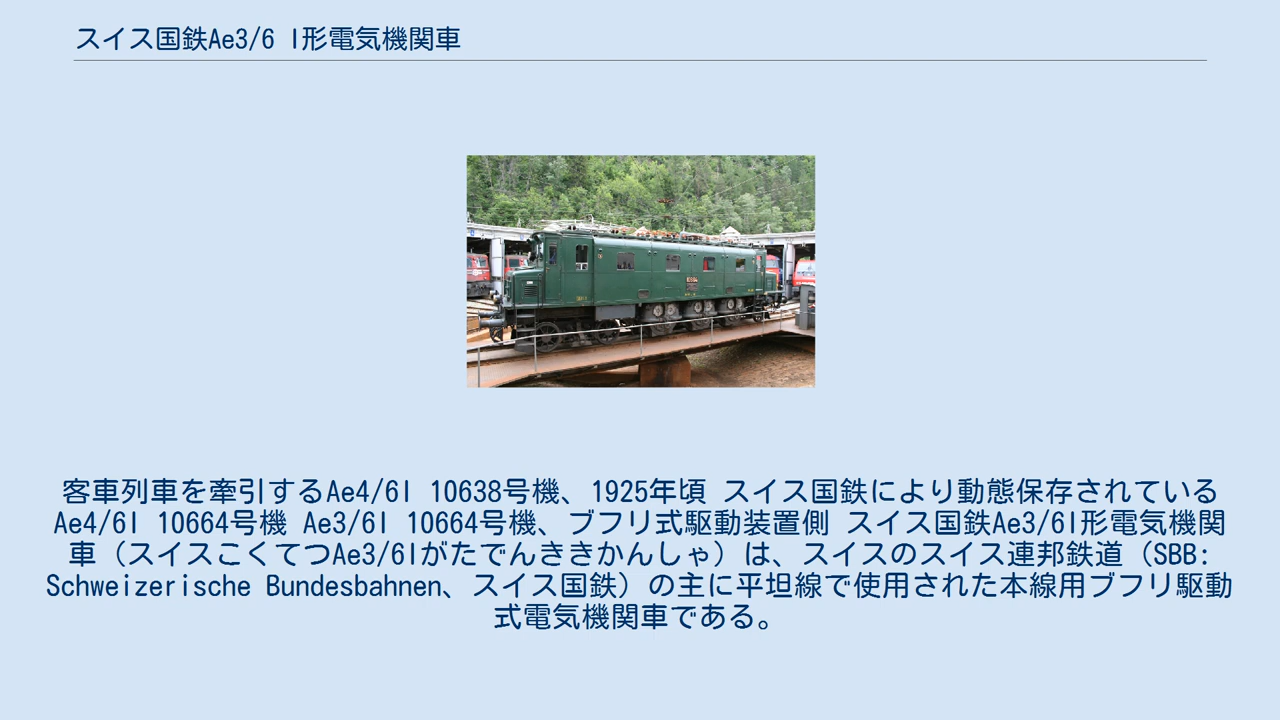 スイス国鉄Ae3/6 I形電気機関車
10664
客車列車を牽引するAe4/6I 10638号機、1925年頃 スイス国鉄により動態保存されている
Ae4/6I 10664号機 Ae3/6I 10664号機、ブフリ式駆動装置側 スイス国鉄Ae3/6I形電気機関
車（スイスこくてつAe3/6Iがたでんききかんしゃ）は、スイスのスイス連邦鉄道（SBB:
Schweizerische Bundesbahnen、スイス国鉄）の主に平坦線で使用された本線用ブフリ駆動
式電気機関車である。